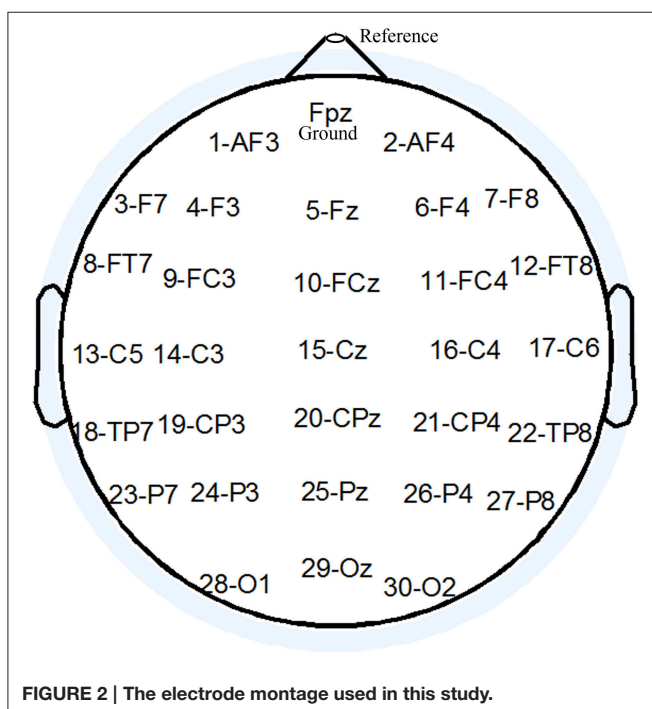 Reference
Fpz
Ground
1-AF3 2-AF4
3-F7 4-F3 5-Fz 6-F4 7-F8
8-FT7 9-FC3 10-FCz 11-FC4 12-FT8
13-C5 14-C3 15-Cz 16-C4 17-C6
18-TP7 19-CP3 20-CPz 21-CP4 22-TP8
23-P7 24-P3 25-Pz 26-P4 27-P8
28-O1 29-Oz 30-O2
FIGURE 2 | The electrode montage used in this study.